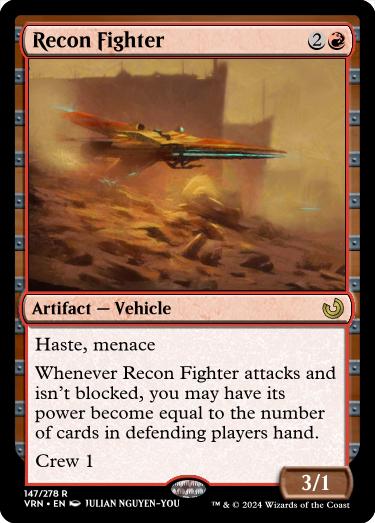 Recon Fighter 2
Artifact — Vehicle
Haste, menace
Whenever Recon Fighter attacks and
isn't blocked, you may have its
power become equal to the number
of cards in defending players hand.
Crew 1
3/1
147/278 R
VRN • EN JULIAN NGUYEN-YOU
™ & © 2024 Wizards of the Coast